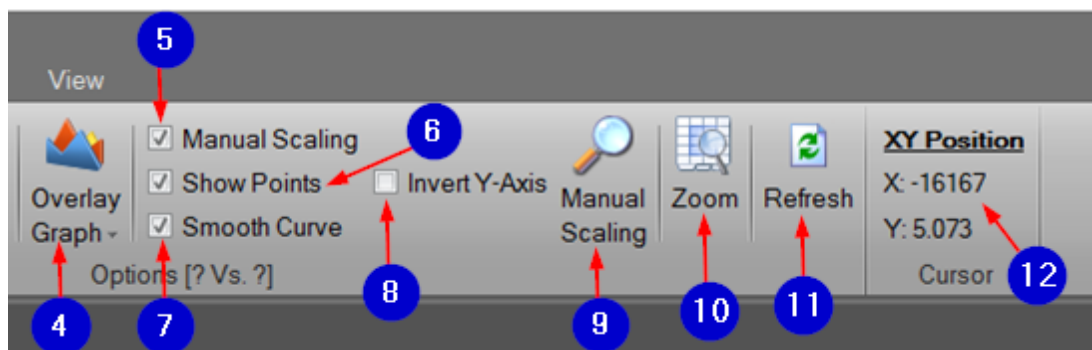 5
View
6
Manual Scaling
Show Points
Invert Y-Axis
Smooth Curve
Overlay
Graph
Manual
Scaling
Zoom
Refresh
XY Position
X: -16167
Y: 5.073
Options [? Vs. ?]
Cursor
4
7
8
9
10
11
12